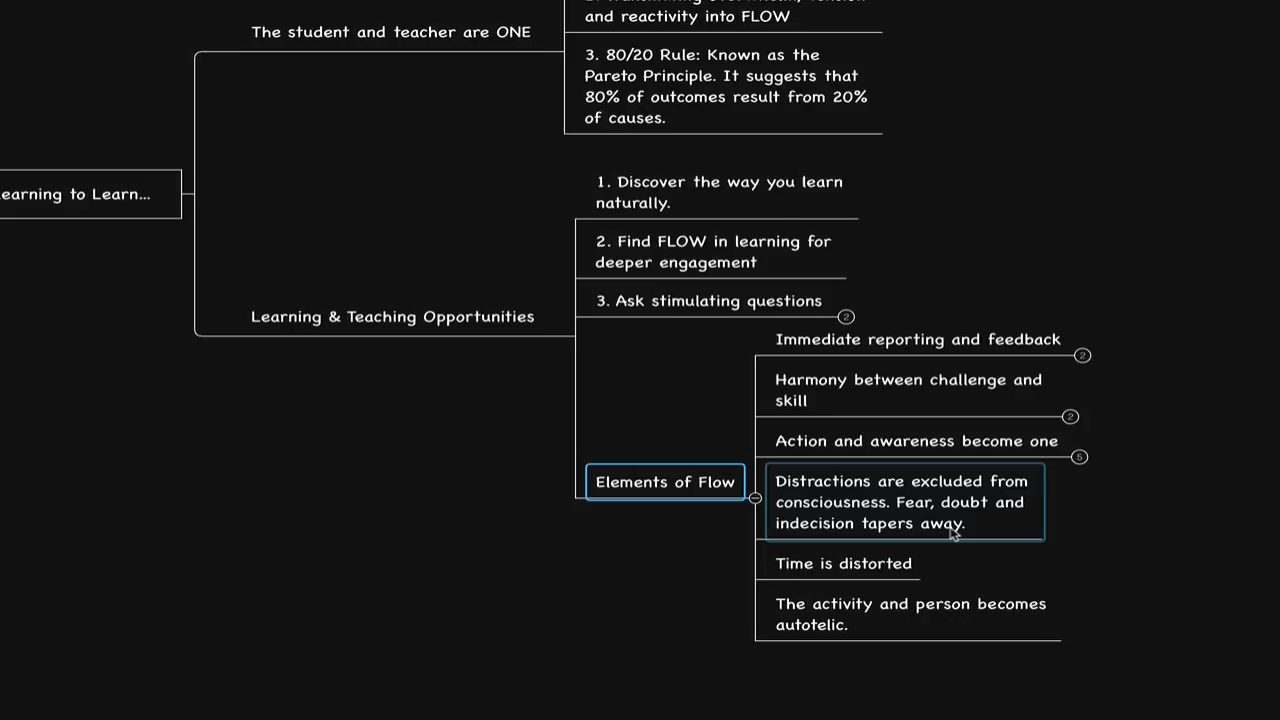 and reactivity into FLOW
The student and teacher are ONE
3. 80/20 Rule: Known as the
Pareto Principle. It suggests that
80% of outcomes result from 20%
of causes.
earning to Learn...
1. Discover the way you learn
naturally.
2. Find FLOW in learning for
deeper engagement
3. Ask stimulating questions
2
Learning & Teaching Opportunities
Immediate reporting and feedback
2
Harmony between challenge and
skill
2
Action and awareness become one
5
Elements of Flow
Distractions are excluded from
consciousness. Fear, doubt and
indecision tapers away.
Time is distorted
The activity and person becomes
autotelic.